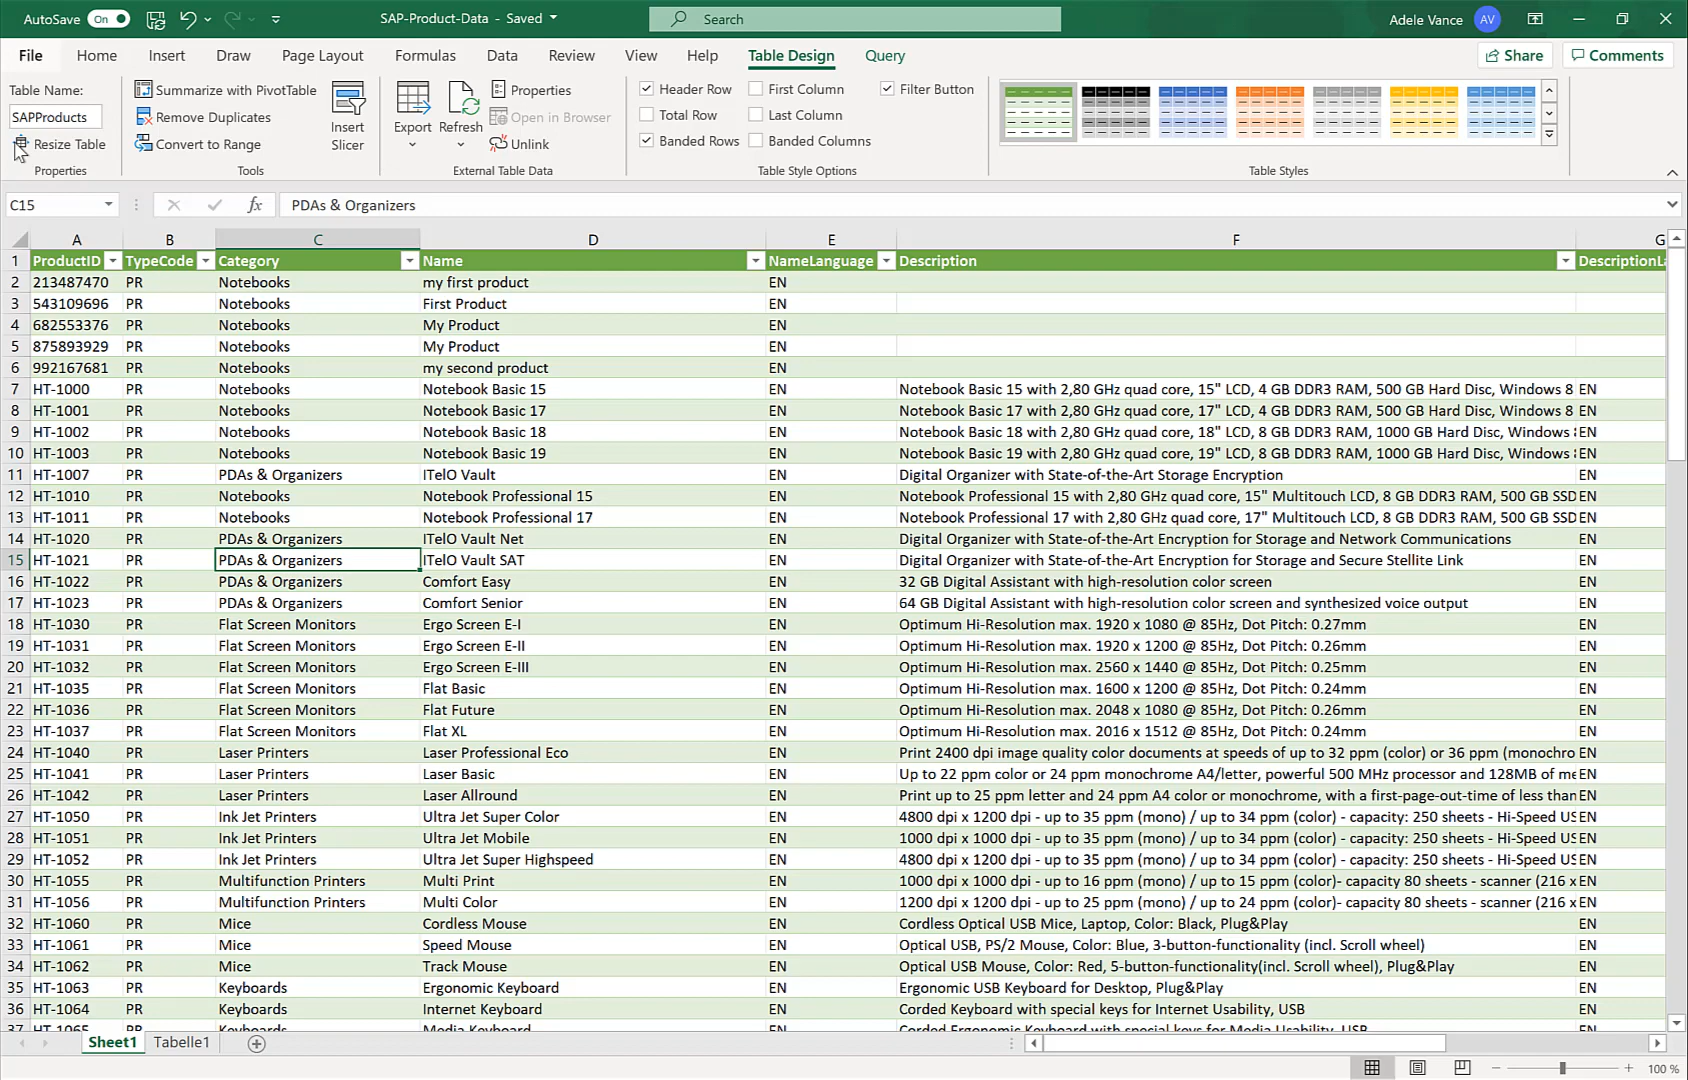 AutoSave On SAP-Product-Data - Saved Search Adele Vance AV
File Home Insert Draw Page Layout Formulas Data Review View Help Table Design Query Share Comments
Table Name:
SAPProducts
Resize Table
Properties
Summarize with PivotTable
Remove Duplicates
Convert to Range
Insert Slicer
Tools
Export
Refresh
Properties
Open in Browser
Unlink
External Table Data
Header Row First Column Filter Button
Total Row Last Column
Banded Rows Banded Columns
Table Style Options
Table Styles
C15 fx PDAs & Organizers
A B C D E F G
1 ProductID TypeCode Category Name NameLanguage Description
2 213487470 PR Notebooks my first product EN
3 543109696 PR Notebooks First Product EN
4 682553376 PR Notebooks My Product EN
5 875893929 PR Notebooks My Product EN
6 992167681 PR Notebooks my second product EN
7 HT-1000 PR Notebooks Notebook Basic 15 EN Notebook Basic 15 with 2,80 GHz quad core, 15" LCD, 4 GB DDR3 RAM, 500 GB Hard Disc, Windows 8 EN
8 HT-1001 PR Notebooks Notebook Basic 17 EN Notebook Basic 17 with 2,80 GHz quad core, 17" LCD, 4 GB DDR3 RAM, 500 GB Hard Disc, Windows 8 EN
9 HT-1002 PR Notebooks Notebook Basic 18 EN Notebook Basic 18 with 2,80 GHz quad core, 18" LCD, 8 GB DDR3 RAM, 1000 GB Hard Disc, Windows EN
10 HT-1003 PR Notebooks Notebook Basic 19 EN Notebook Basic 19 with 2,80 GHz quad core, 19" LCD, 8 GB DDR3 RAM, 1000 GB Hard Disc, Windows EN
11 HT-1007 PR PDAs & Organizers ITelO Vault EN Digital Organizer with State-of-the-Art Storage Encryption EN
12 HT-1010 PR Notebooks Notebook Professional 15 EN Notebook Professional 15 with 2,80 GHz quad core, 15" Multitouch LCD, 8 GB DDR3 RAM, 500 GB SSD EN
13 HT-1011 PR Notebooks Notebook Professional 17 EN Notebook Professional 17 with 2,80 GHz quad core, 17" Multitouch LCD, 8 GB DDR3 RAM, 500 GB SSD EN
14 HT-1020 PR PDAs & Organizers ITelO Vault Net EN Digital Organizer with State-of-the-Art Encryption for Storage and Network Communications EN
15 HT-1021 PR PDAs & Organizers ITelO Vault SAT EN Digital Organizer with State-of-the-Art Encryption for Storage and Secure Stellite Link EN
16 HT-1022 PR PDAs & Organizers Comfort Easy EN 32 GB Digital Assistant with high-resolution color screen EN
17 HT-1023 PR PDAs & Organizers Comfort Senior EN 64 GB Digital Assistant with high-resolution color screen and synthesized voice output EN
18 HT-1030 PR Flat Screen Monitors Ergo Screen E-I EN Optimum Hi-Resolution max. 1920 x 1080 @ 85Hz, Dot Pitch: 0.27mm EN
19 HT-1031 PR Flat Screen Monitors Ergo Screen E-II EN Optimum Hi-Resolution max. 1920 x 1200 @ 85Hz, Dot Pitch: 0.26mm EN
20 HT-1032 PR Flat Screen Monitors Ergo Screen E-III EN Optimum Hi-Resolution max. 2560 x 1440 @ 85Hz, Dot Pitch: 0.25mm EN
21 HT-1035 PR Flat Screen Monitors Flat Basic EN Optimum Hi-Resolution max. 1600 x 1200 @ 85Hz, Dot Pitch: 0.24mm EN
22 HT-1036 PR Flat Screen Monitors Flat Future EN Optimum Hi-Resolution max. 2048 x 1080 @ 85Hz, Dot Pitch: 0.26mm EN
23 HT-1037 PR Flat Screen Monitors Flat XL EN Optimum Hi-Resolution max. 2016 x 1512 @ 85Hz, Dot Pitch: 0.24mm EN
24 HT-1040 PR Laser Printers Laser Professional Eco EN Print 2400 dpi image quality color documents at speeds of up to 32 ppm (color) or 36 ppm (monochro EN
25 HT-1041 PR Laser Printers Laser Basic EN Up to 22 ppm color or 24 ppm monochrome A4/letter, powerful 500 MHz processor and 128MB of me EN
26 HT-1042 PR Laser Printers Laser Allround EN Print up to 25 ppm letter and 24 ppm A4 color or monochrome, with a first-page-out-time of less than EN
27 HT-1050 PR Ink Jet Printers Ultra Jet Super Color EN 4800 dpi x 1200 dpi - up to 35 ppm (mono) / up to 34 ppm (color) - capacity: 250 sheets - Hi-Speed US EN
28 HT-1051 PR Ink Jet Printers Ultra Jet Mobile EN 1000 dpi x 1000 dpi - up to 35 ppm (mono) / up to 34 ppm (color) - capacity: 250 sheets - Hi-Speed US EN
29 HT-1052 PR Ink Jet Printers Ultra Jet Super Highspeed EN 4800 dpi x 1200 dpi - up to 35 ppm (mono) / up to 34 ppm (color) - capacity: 250 sheets - Hi-Speed US EN
30 HT-1055 PR Multifunction Printers Multi Print EN 1000 dpi x 1000 dpi - up to 16 ppm (mono) / up to 15 ppm (color)- capacity 80 sheets - scanner (216 x EN
31 HT-1056 PR Multifunction Printers Multi Color EN 1200 dpi x 1200 dpi - up to 25 ppm (mono) / up to 24 ppm (color)- capacity 80 sheets - scanner (216 x EN
32 HT-1060 PR Mice Cordless Mouse EN Cordless Optical USB Mice, Laptop, Color: Black, Plug&Play EN
33 HT-1061 PR Mice Speed Mouse EN Optical USB, PS/2 Mouse, Color: Blue, 3-button-functionality (incl. Scroll wheel) EN
34 HT-1062 PR Mice Track Mouse EN Optical USB Mouse, Color: Red, 5-button-functionality(incl. Scroll wheel), Plug&Play EN
35 HT-1063 PR Keyboards Ergonomic Keyboard EN Ergonomic USB Keyboard for Desktop, Plug&Play EN
36 HT-1064 PR Keyboards Internet Keyboard EN Corded Keyboard with special keys for Internet Usability, USB EN
37 HT-1065 PR Keyboards Media Keyboard EN Corded Ergonomic Keyboard with special keys for Media Usability, USB EN
Sheet1 Tabelle1
100 %